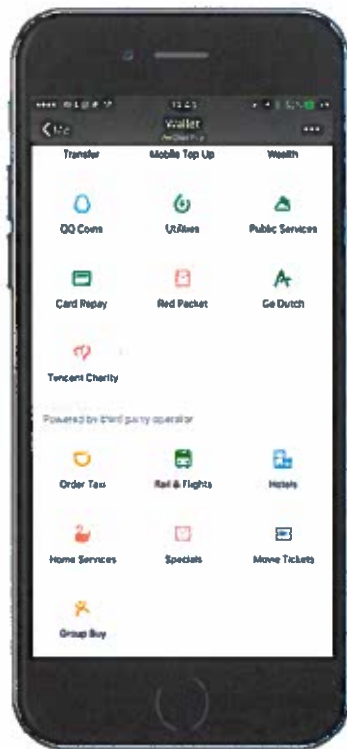 Wallet
Transfer Mobile Top Up Wealth
QQ Coins Utilities Public Services
Card Repay Red Packet Go Dutch
Tencent Charity
Powered by third party operator
Order Taxi Rail & Flights Hotels
Home Services Specials Movie Tickets
Group Buy